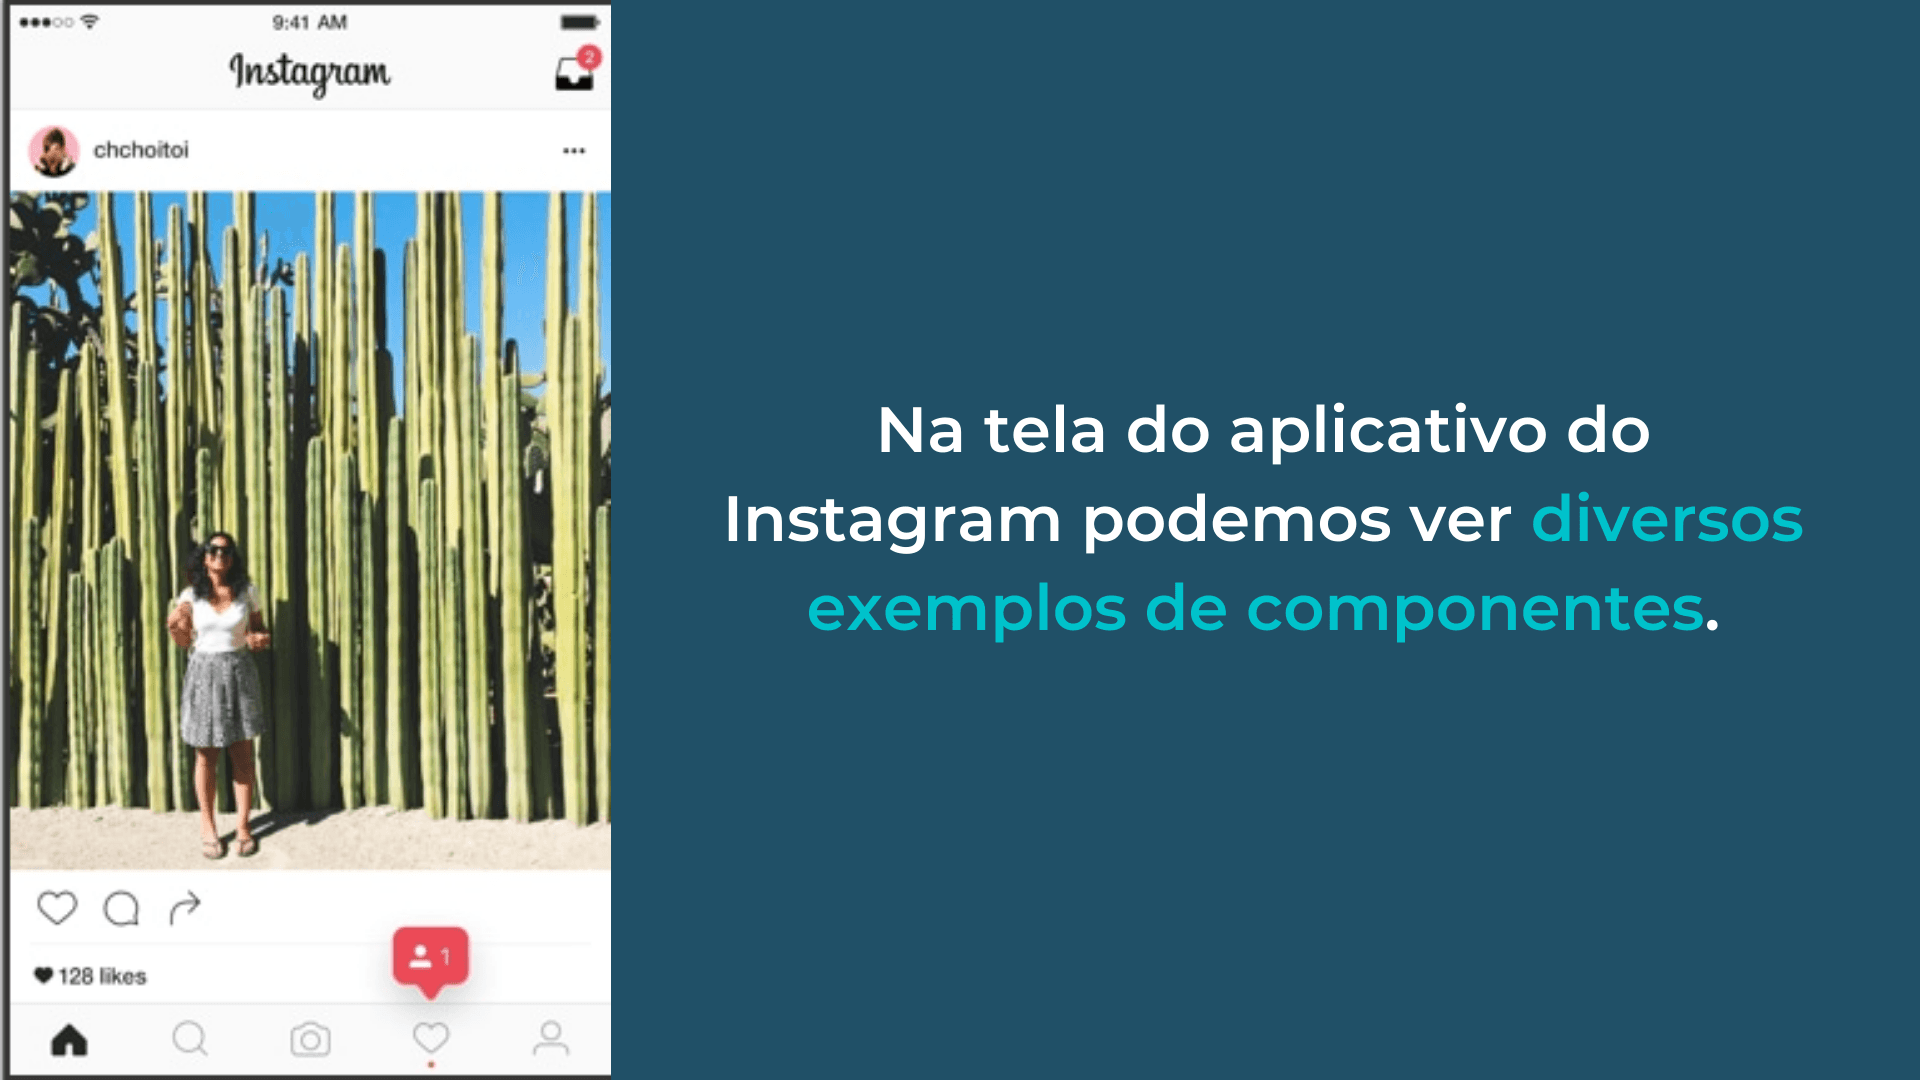 9:41 AM
Instagram
2
chchoitoi
1
128 likes
Na tela do aplicativo do
Instagram podemos ver diversos
exemplos de componentes.